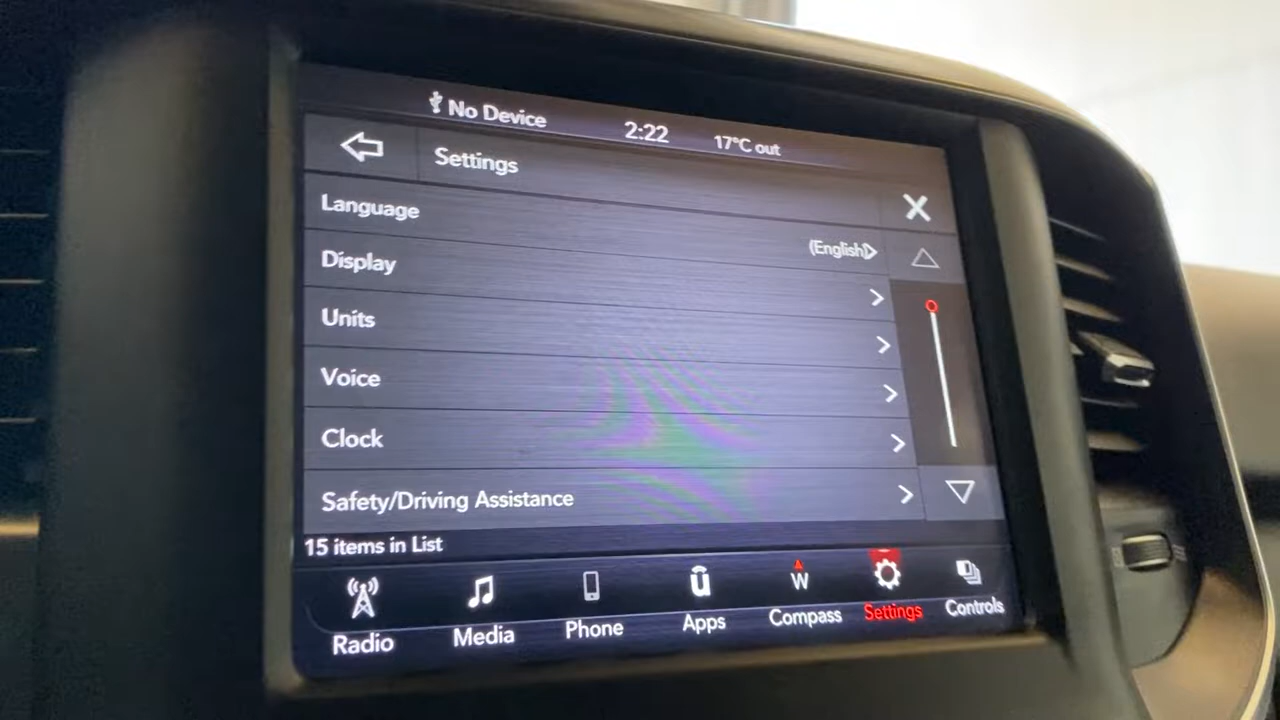 No Device 2:22 17°C out
Settings
Language (English)
Display
Units
Voice
Clock
Safety/Driving Assistance
15 items in List
W
Radio Media Phone Apps Compass Settings Controls